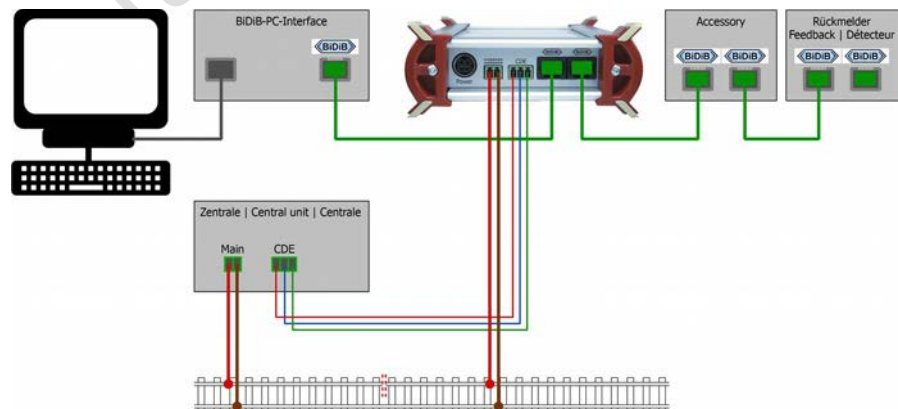 BiDiB-PC-Interface
BiDiB
Power
CDE
Accessory
BiDiB BiDiB
Rückmelder
Feedback | Détecteur
BiDiB BiDiB
Zentrale | Central unit | Centrale
Main CDE